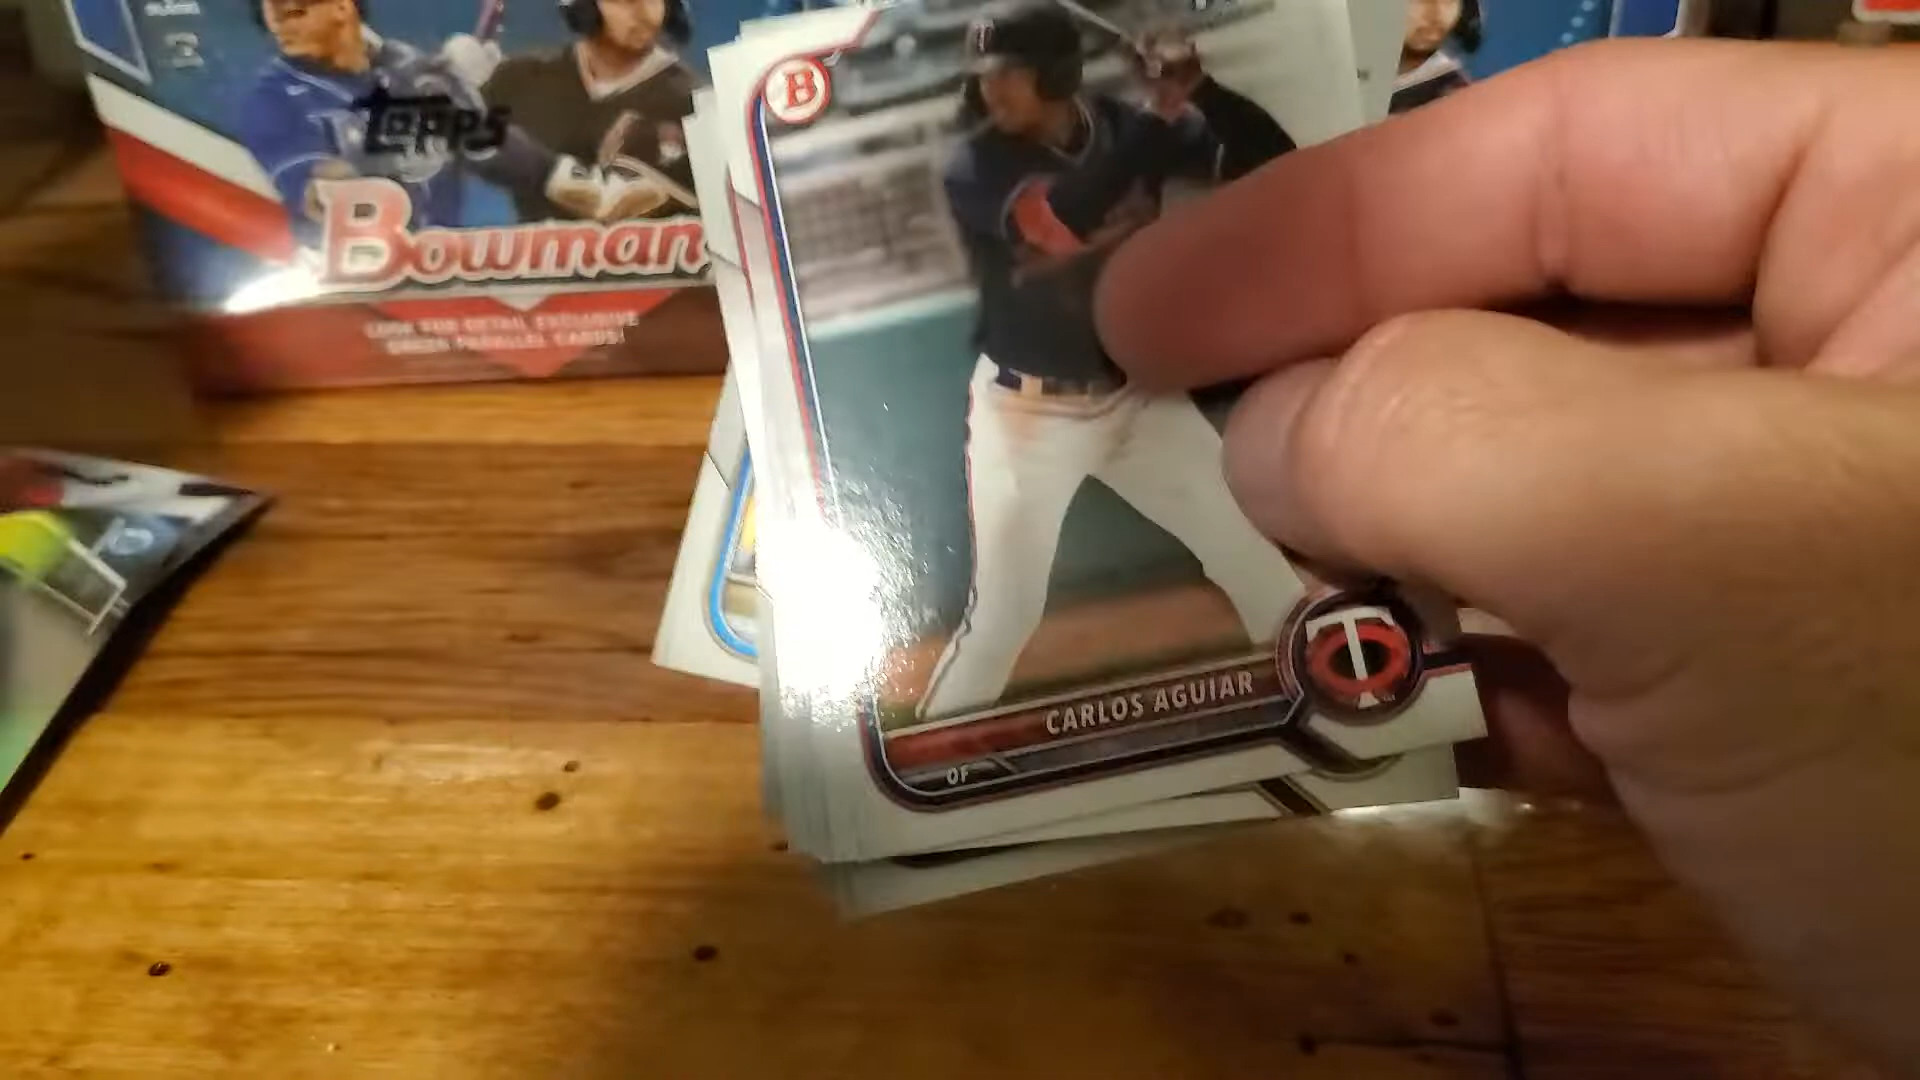 Topps
Bowman
LOOK FOR RETAIL EXCLUSIVE
GREEN PARALLEL CARDS!
B
CARLOS AGUIAR
OF
T